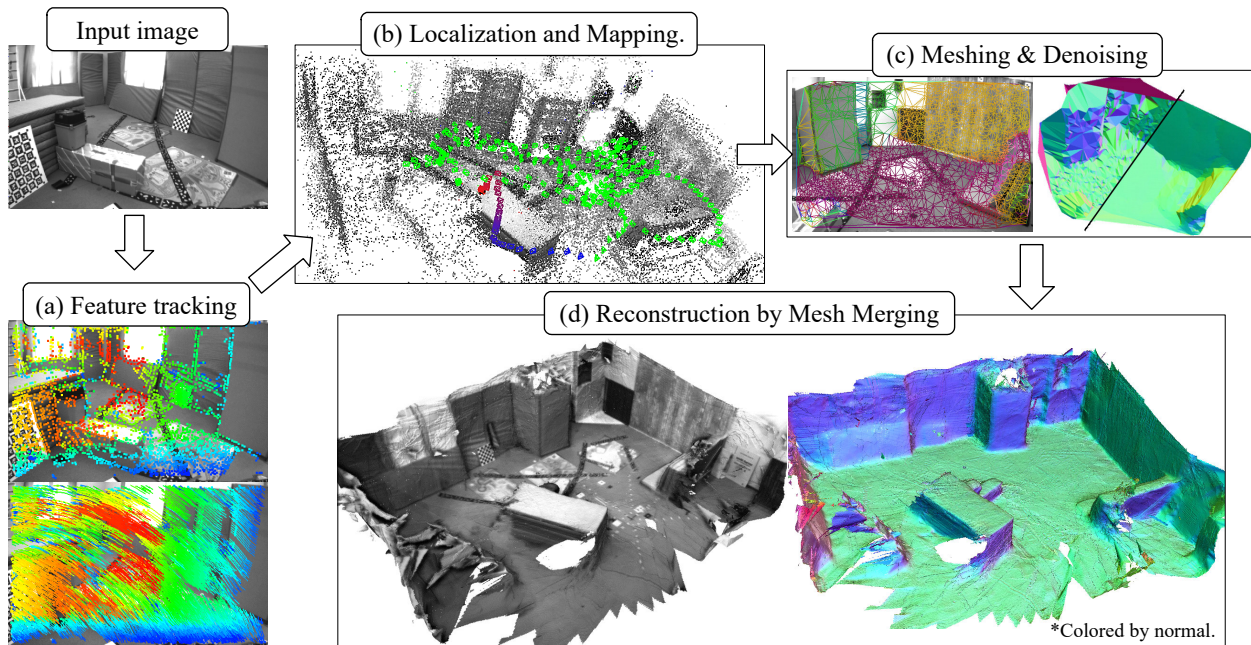 Input image
(a) Feature tracking
(b) Localization and Mapping.
(c) Meshing & Denoising
(d) Reconstruction by Mesh Merging
*Colored by normal.